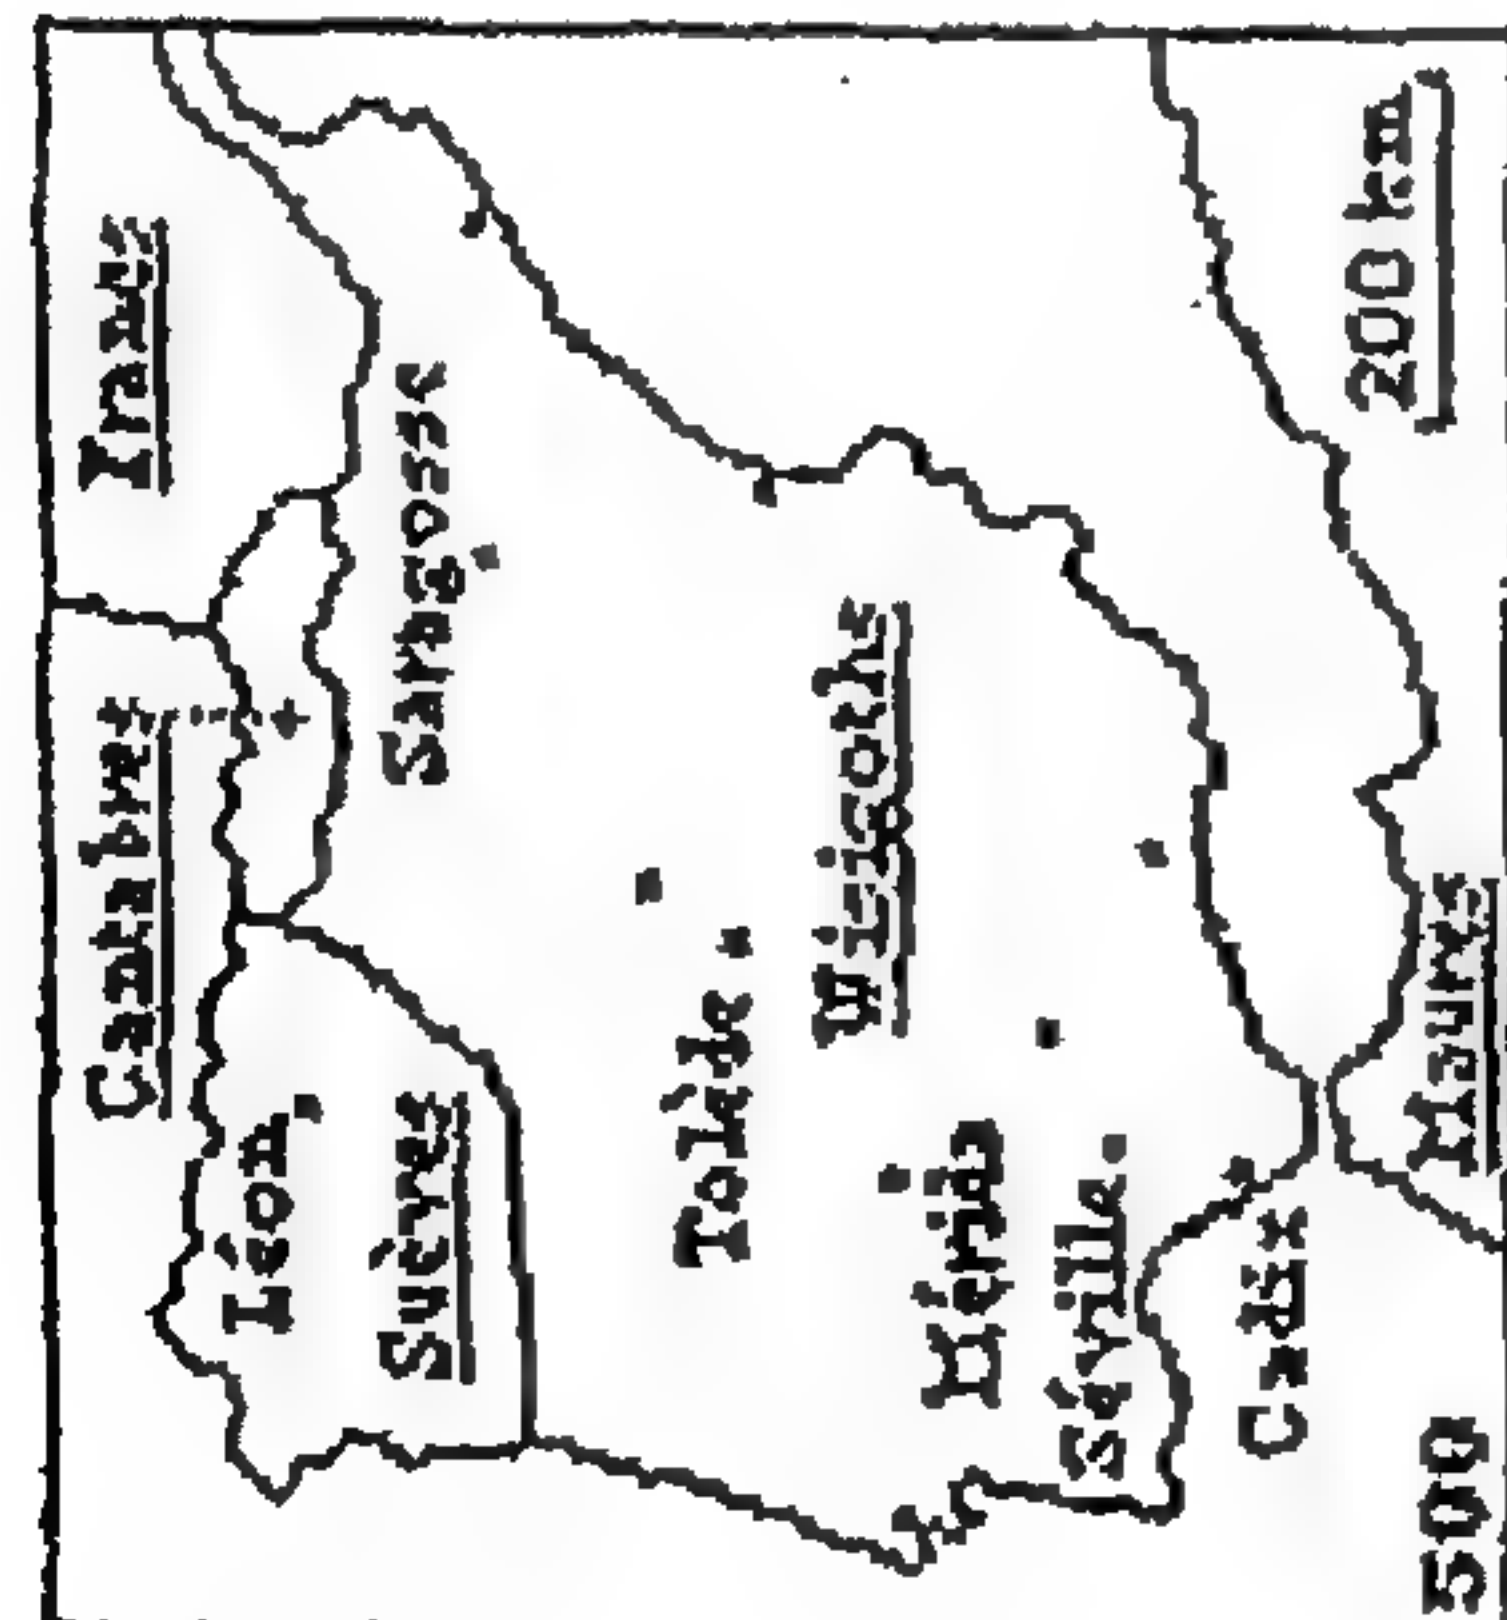 Cantabres
Francs
Léon
Saragosse
Suèves
Tolède
Wisigoths
Mérida
Séville
Cadix
200 km
Maures
500